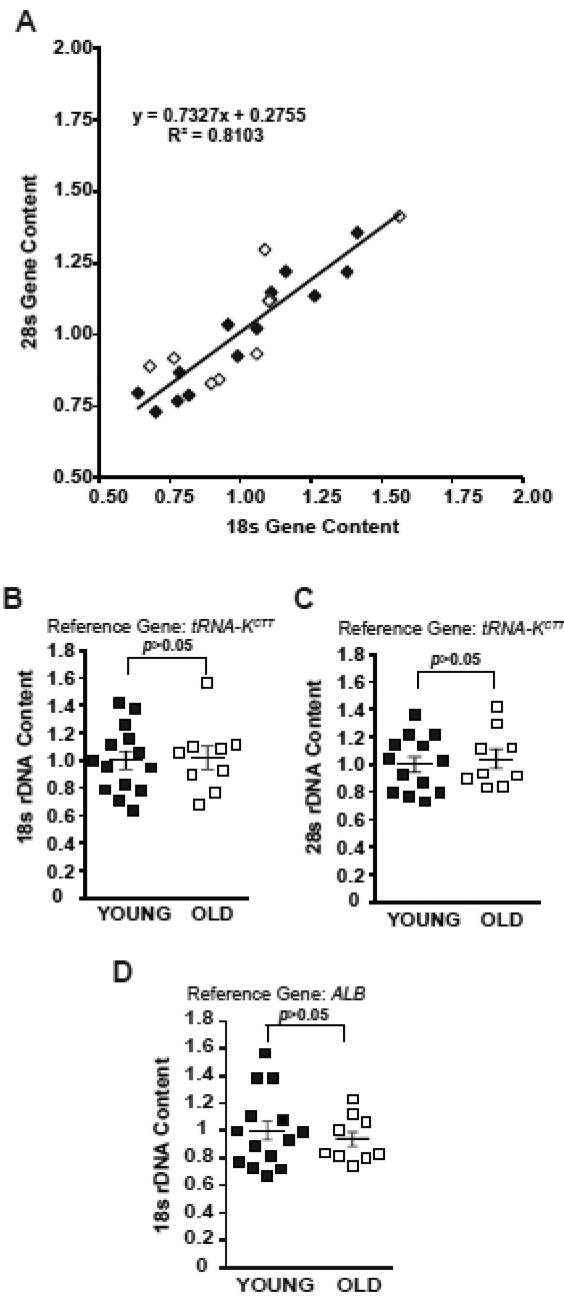 A
2.00
y = 0.7327x + 0.2755
R² = 0.8103
1.75
1.50
1.25
1.00
0.75
0.50
28s Gene Content
0.50 0.75 1.00 1.25 1.50 1.75 2.00
18s Gene Content
B
Reference Gene: tRNA-Kᶜᵀᵀ
p>0.05
1.8
1.6
1.4
1.2
1.0
0.8
0.6
0.4
0.2
0
18s rDNA Content
YOUNG OLD
C
Reference Gene: tRNA-Kᶜᵀᵀ
p>0.05
1.8
1.6
1.4
1.2
1.0
0.8
0.6
0.4
0.2
0
28s rDNA Content
YOUNG OLD
D
Reference Gene: ALB
p>0.05
1.8
1.6
1.4
1.2
1
0.8
0.6
0.4
0.2
0
18s rDNA Content
YOUNG OLD